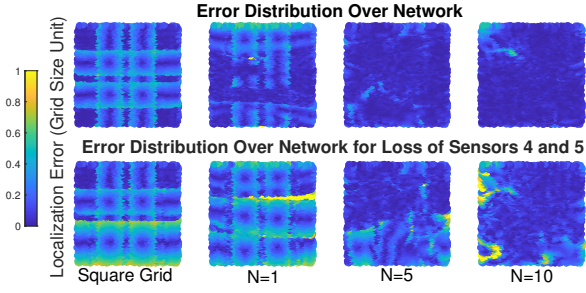 Error Distribution Over Network
Localization Error (Grid Size Unit)
1
0.8
0.6
0.4
0.2
0
Error Distribution Over Network for Loss of Sensors 4 and 5
Square Grid
N=1
N=5
N=10